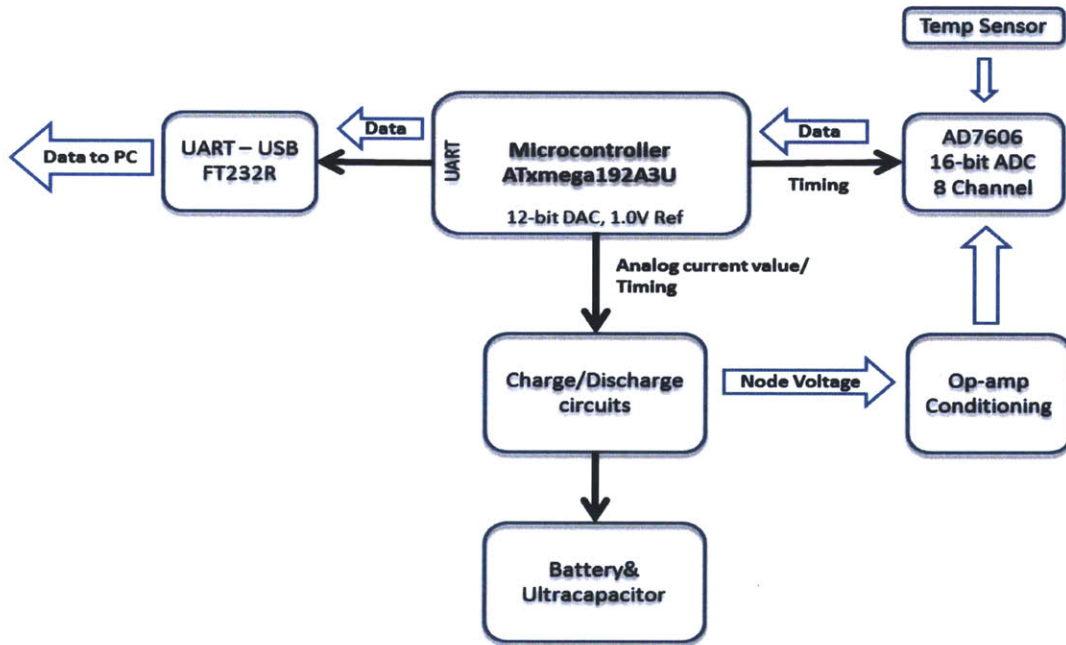 Temp Sensor
Data to PC
UART – USB
FT232R
Data
UART
Microcontroller
ATxmega192A3U
12-bit DAC, 1.0V Ref
Data
Timing
AD7606
16-bit ADC
8 Channel
Analog current value/
Timing
Charge/Discharge
circuits
Node Voltage
Op-amp
Conditioning
Battery&
Ultracapacitor